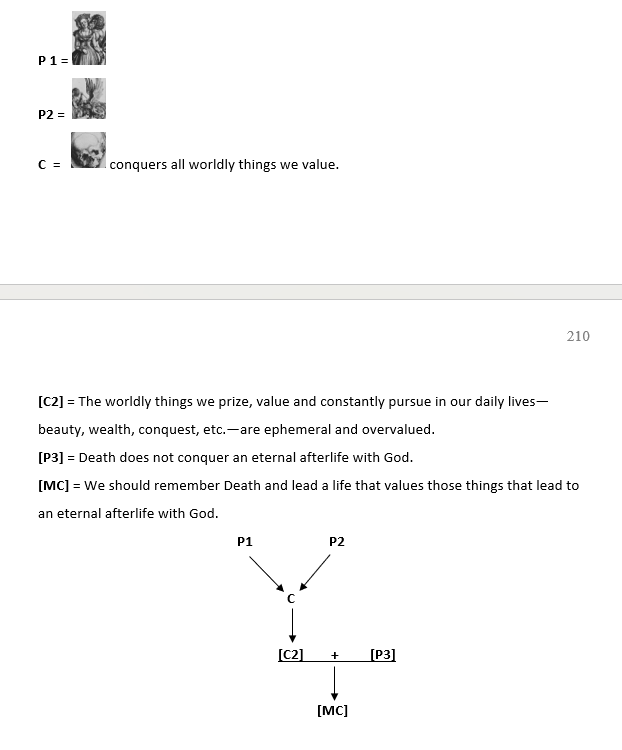 P 1 =
P2 =
C = conquers all worldly things we value.
210
[C2] = The worldly things we prize, value and constantly pursue in our daily lives—
beauty, wealth, conquest, etc.—are ephemeral and overvalued.
[P3] = Death does not conquer an eternal afterlife with God.
[MC] = We should remember Death and lead a life that values those things that lead to
an eternal afterlife with God.
P1 P2
C
[C2] + [P3]
[MC]